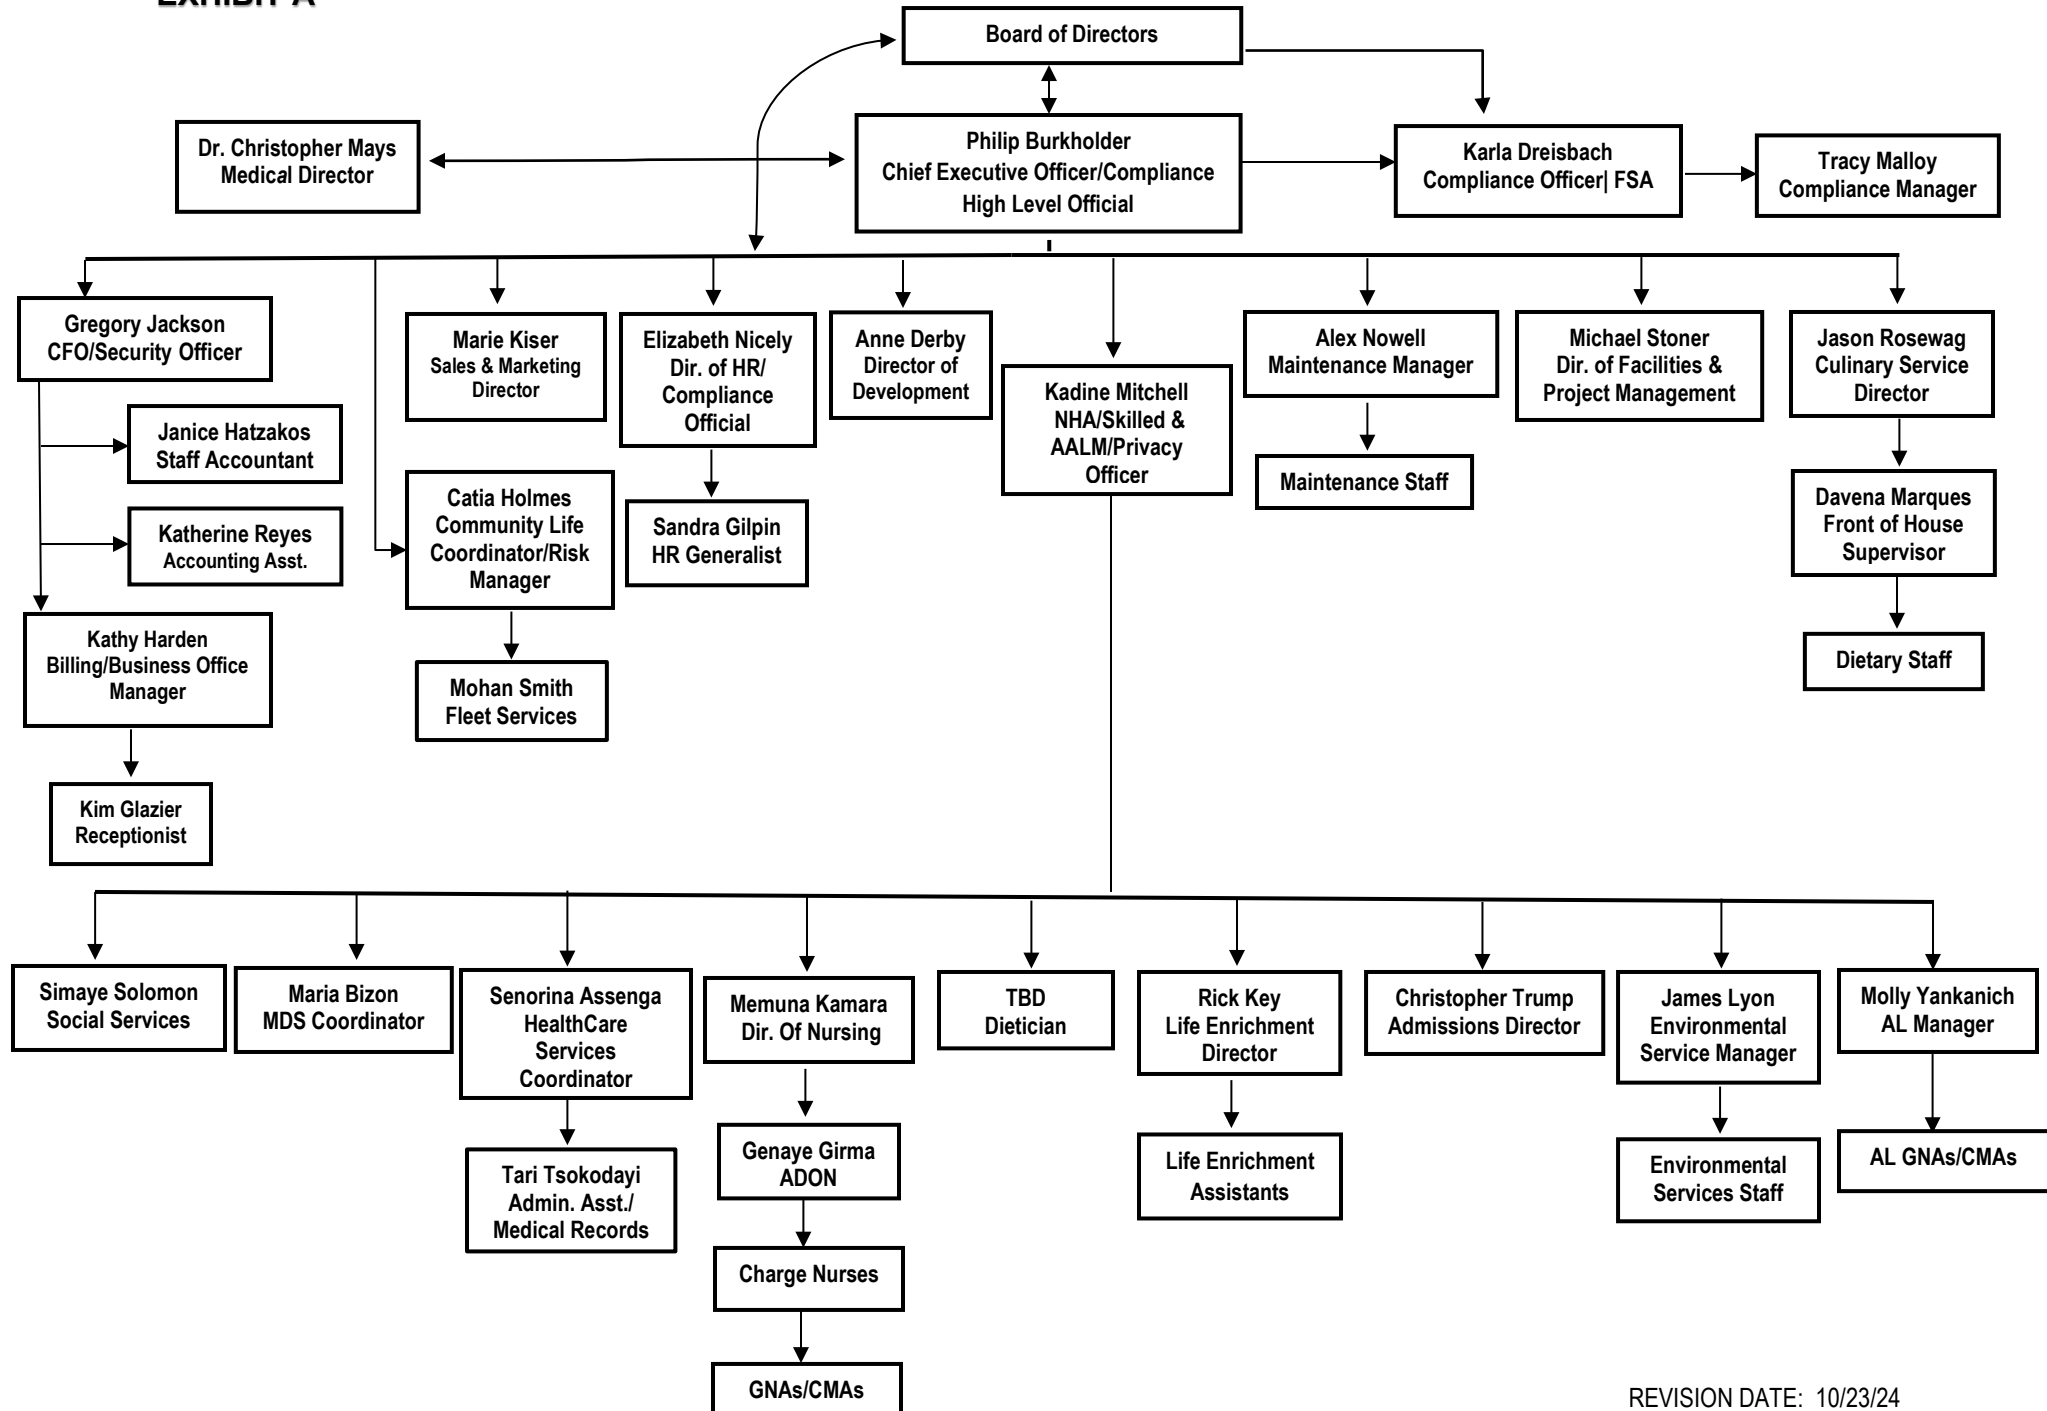 EXHIBIT A
Board of Directors
Dr. Christopher Mays
Medical Director
Philip Burkholder
Chief Executive Officer/Compliance
High Level Official
Karla Dreisbach
Compliance Officer| FSA
Tracy Malloy
Compliance Manager
Gregory Jackson
CFO/Security Officer
Marie Kiser
Sales & Marketing
Director
Elizabeth Nicely
Dir. of HR/
Compliance
Official
Anne Derby
Director of
Development
Kadine Mitchell
NHA/Skilled &
AALM/Privacy
Officer
Alex Nowell
Maintenance Manager
Michael Stoner
Dir. of Facilities &
Project Management
Jason Rosewag
Culinary Service
Director
Janice Hatzakos
Staff Accountant
Katherine Reyes
Accounting Asst.
Catia Holmes
Community Life
Coordinator/Risk
Manager
Sandra Gilpin
HR Generalist
Maintenance Staff
Davena Marques
Front of House
Supervisor
Kathy Harden
Billing/Business Office
Manager
Mohan Smith
Fleet Services
Dietary Staff
Kim Glazier
Receptionist
Simaye Solomon
Social Services
Maria Bizon
MDS Coordinator
Senorina Assenga
HealthCare
Services
Coordinator
Memuna Kamara
Dir. Of Nursing
TBD
Dietician
Rick Key
Life Enrichment
Director
Christopher Trump
Admissions Director
James Lyon
Environmental
Service Manager
Molly Yankanich
AL Manager
Tari Tsokodayi
Admin. Asst./
Medical Records
Genaye Girma
ADON
Life Enrichment
Assistants
Environmental
Services Staff
AL GNAs/CMAs
Charge Nurses
GNAs/CMAs
REVISION DATE: 10/23/24